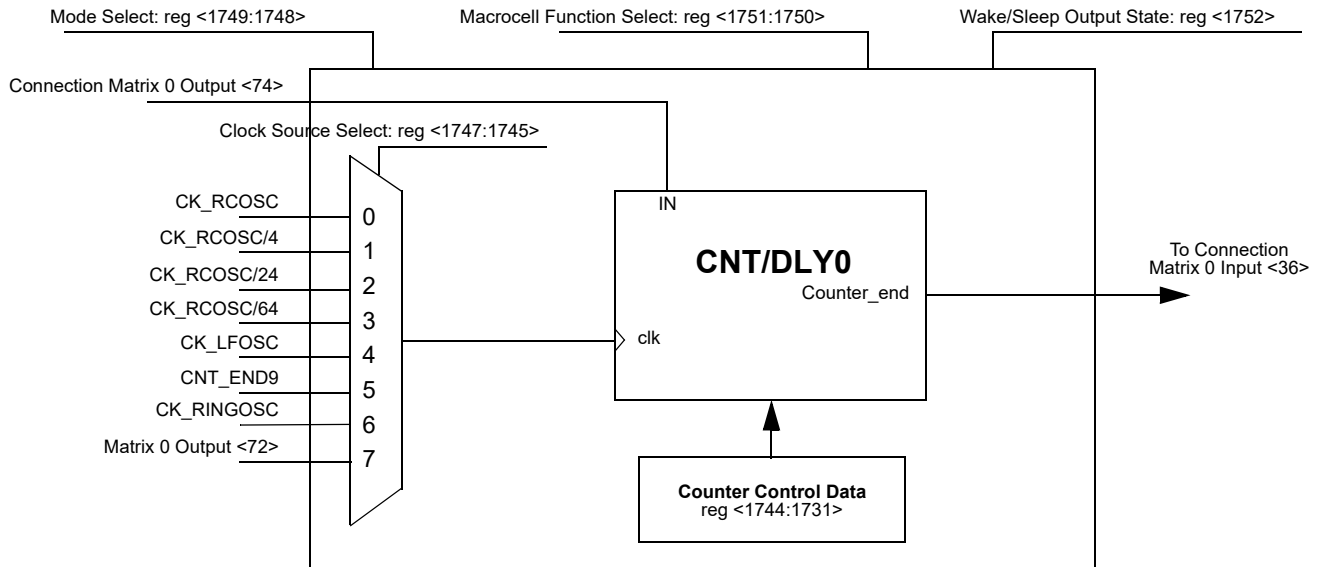 Mode Select: reg <1749:1748>
Macrocell Function Select: reg <1751:1750>
Wake/Sleep Output State: reg <1752>
Connection Matrix 0 Output <74>
Clock Source Select: reg <1747:1745>
CK_RCOSC
0
CK_RCOSC/4
1
CK_RCOSC/24
2
CK_RCOSC/64
3
CK_LFOSC
4
CNT_END9
5
CK_RINGOSC
6
Matrix 0 Output <72>
7
IN
CNT/DLY0
Counter_end
clk
To Connection
Matrix 0 Input <36>
Counter Control Data
reg <1744:1731>